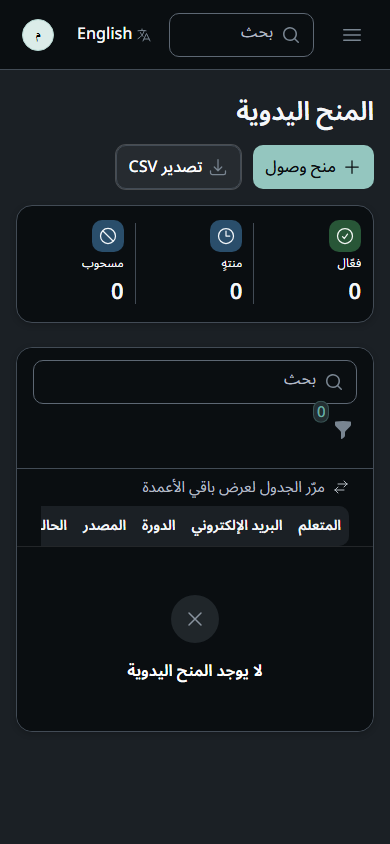 بحث
English
م
المنح اليدوية
منح وصول
تصدير CSV
فعّال
منتهٍ
مسحوب
0
0
0
بحث
0
مرّر الجدول لعرض باقي الأعمدة
المتعلم البريد الإلكتروني الدورة المصدر الحال
لا يوجد المنح اليدوية